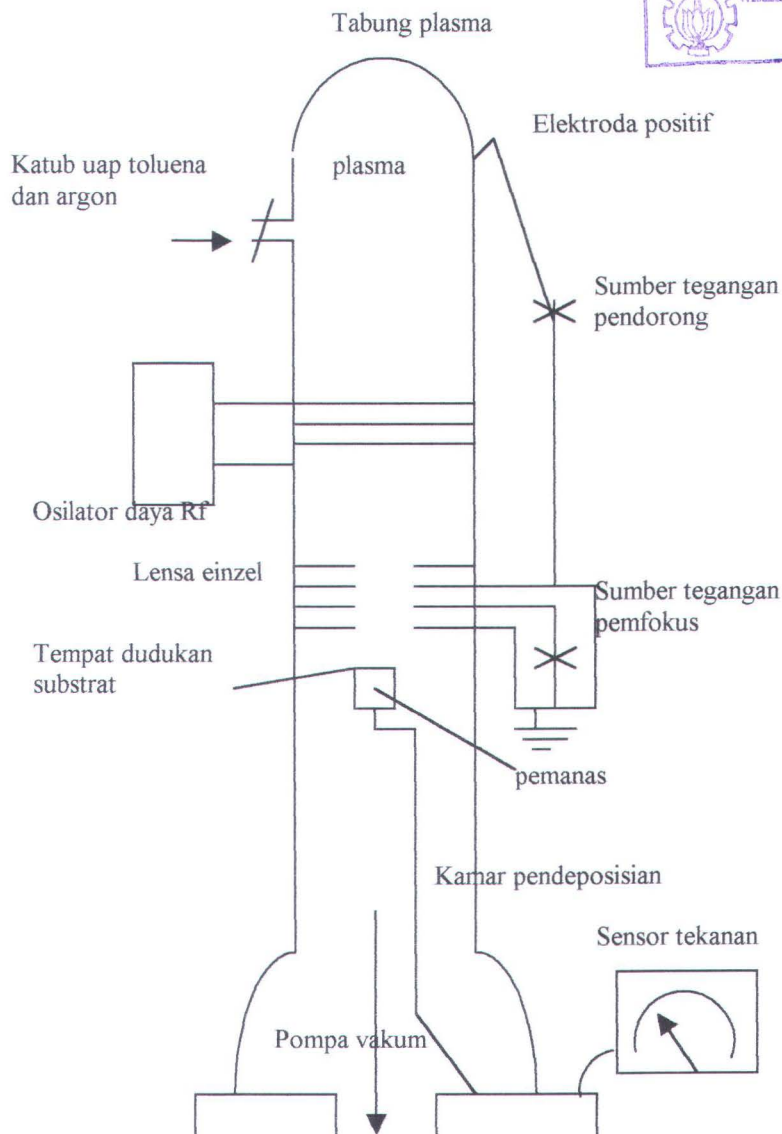 Tabung plasma
Elektroda positif
Katub uap toluena
dan argon
plasma
Sumber tegangan
pendorong
Osilator daya Rf
Lensa einzel
Sumber tegangan
pemfokus
Tempat dudukan
substrat
pemanas
Kamar pendeposisian
Sensor tekanan
Pompa vakum